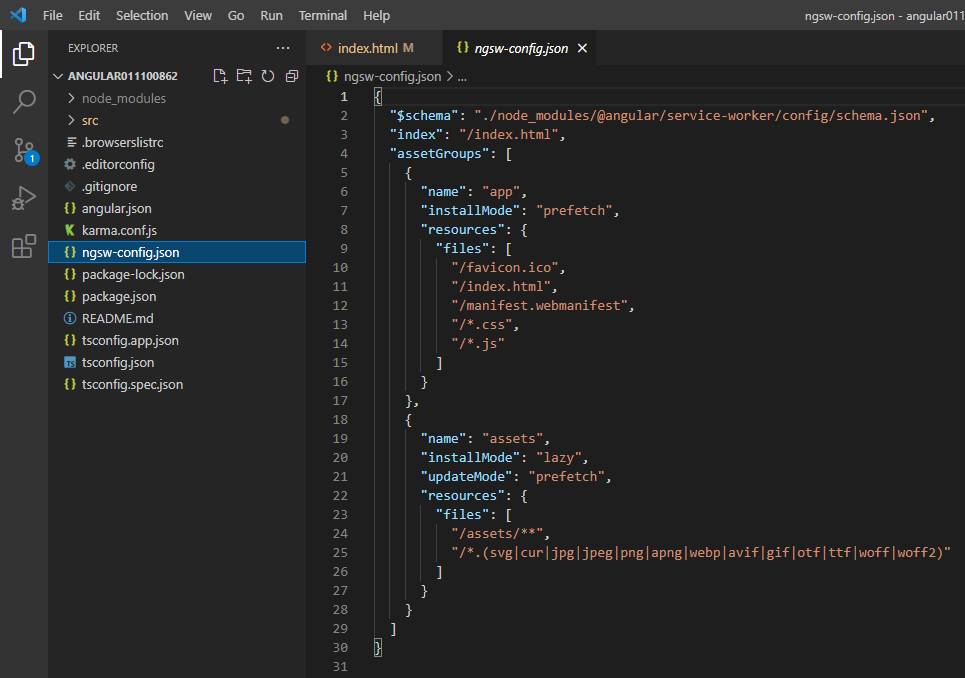 File Edit Selection View Go Run Terminal Help
ngsw-config.json - angular011
EXPLORER ...
ANGULAR011100862
node_modules
src
.browserslistrc
.editorconfig
.gitignore
angular.json
karma.conf.js
ngsw-config.json
package-lock.json
package.json
README.md
tsconfig.app.json
TS tsconfig.json
tsconfig.spec.json
1
<> index.html M
{} ngsw-config.json ×
{} ngsw-config.json > ...
1 {
2 "$schema": "./node_modules/@angular/service-worker/config/schema.json",
3 "index": "/index.html",
4 "assetGroups": [
5 {
6 "name": "app",
7 "installMode": "prefetch",
8 "resources": {
9 "files": [
10 "/favicon.ico",
11 "/index.html",
12 "/manifest.webmanifest",
13 "/*.css",
14 "/*.js"
15 ]
16 }
17 },
18 {
19 "name": "assets",
20 "installMode": "lazy",
21 "updateMode": "prefetch",
22 "resources": {
23 "files": [
24 "/assets/**",
25 "/*.(svg|cur|jpg|jpeg|png|apng|webp|avif|gif|otf|ttf|woff|woff2)"
26 ]
27 }
28 }
29 ]
30 }
31